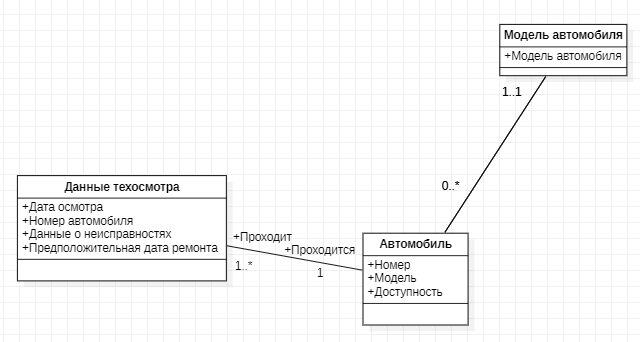 Модель автомобиля
+Модель автомобиля
1..1
0..*
Данные техосмотра
+Дата осмотра
+Номер автомобиля
+Данные о неисправностях
+Предположительная дата ремонта
+Проходит
+Проходится
1..*
1
Автомобиль
+Номер
+Модель
+Доступность